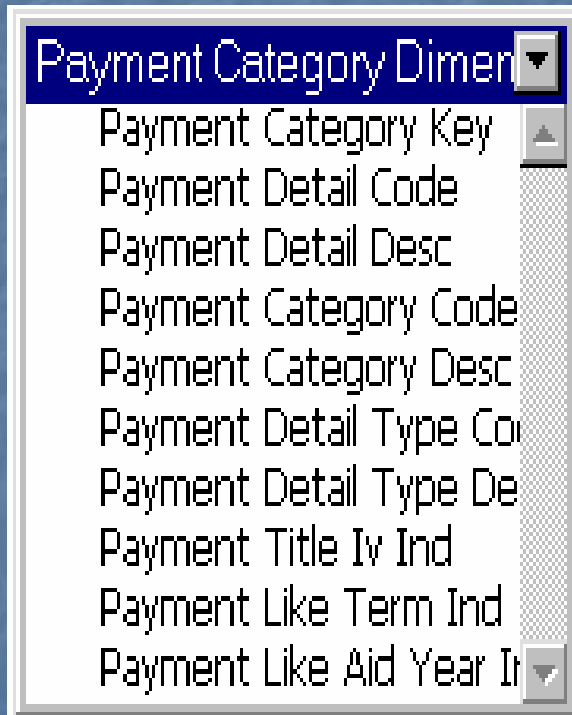 Payment Category Dimen
Payment Category Key
Payment Detail Code
Payment Detail Desc
Payment Category Code
Payment Category Desc
Payment Detail Type Co
Payment Detail Type De
Payment Title Iv Ind
Payment Like Term Ind
Payment Like Aid Year I